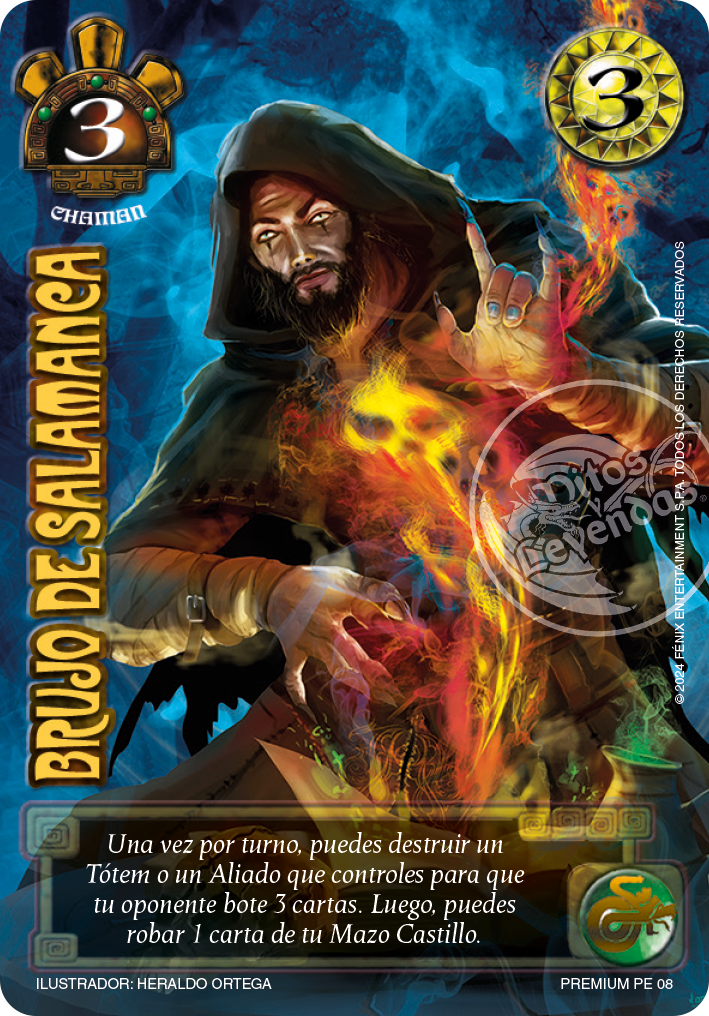 3
3
CHAMAN
BRUJO DE SALAMANCA
Mitos
y
Leyendas
®
©2024 FÉNIX ENTERTAINMENT S.P.A. TODOS LOS DERECHOS RESERVADOS
Una vez por turno, puedes destruir un
Tótem o un Aliado que controles para que
tu oponente bote 3 cartas. Luego, puedes
robar 1 carta de tu Mazo Castillo.
ILUSTRADOR: HERALDO ORTEGA
PREMIUM PE 08